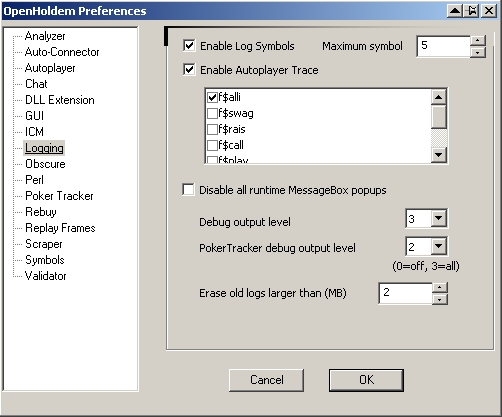 OpenHoldem Preferences
Analyzer
Auto-Connector
Autoplayer
Chat
DLL Extension
GUI
ICM
Logging
Obscure
Perl
Poker Tracker
Rebuy
Replay Frames
Scraper
Symbols
Validator
Enable Log Symbols Maximum symbol 5
Enable Autoplayer Trace
f$alli
f$swag
f$rais
f$call
f$play
Disable all runtime MessageBox popups
Debug output level 3
PokerTracker debug output level 2
(0=off, 3=all)
Erase old logs larger than (MB) 2
Cancel OK